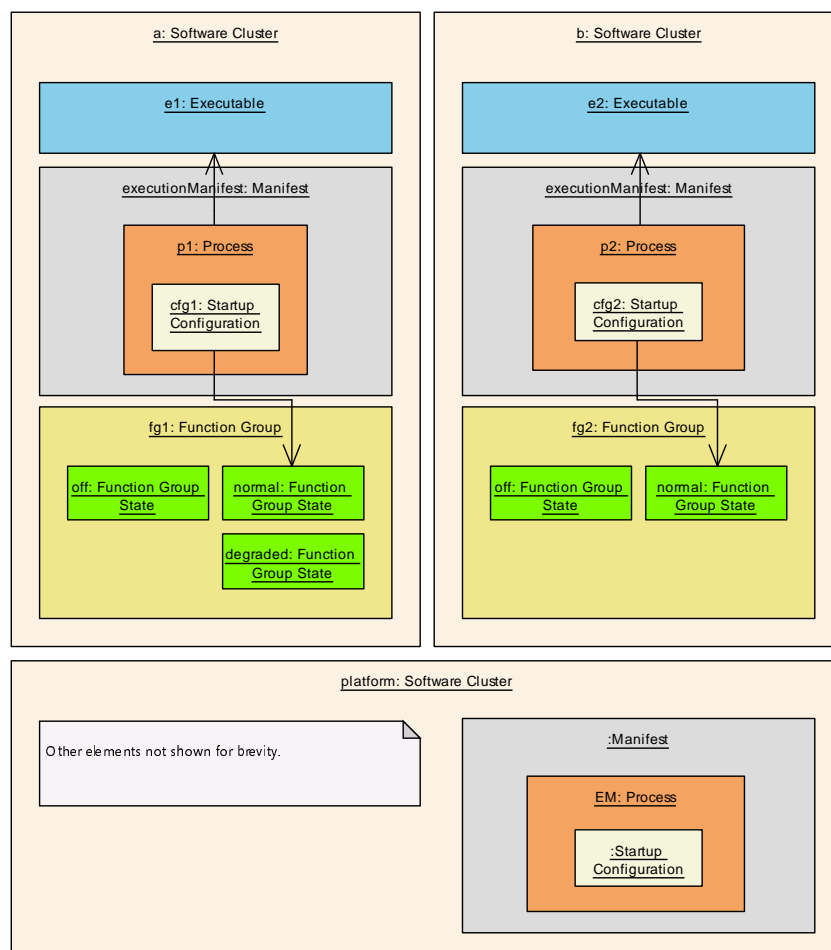 a: Software Cluster
e1: Executable
executionManifest: Manifest
p1: Process
cfg1: Startup
Configuration
fg1: Function Group
off: Function Group
State
normal: Function
Group State
degraded: Function
Group State
b: Software Cluster
e2: Executable
executionManifest: Manifest
p2: Process
cfg2: Startup
Configuration
fg2: Function Group
off: Function Group
State
normal: Function
Group State
platform: Software Cluster
Other elements not shown for brevity.
:Manifest
EM: Process
:Startup
Configuration